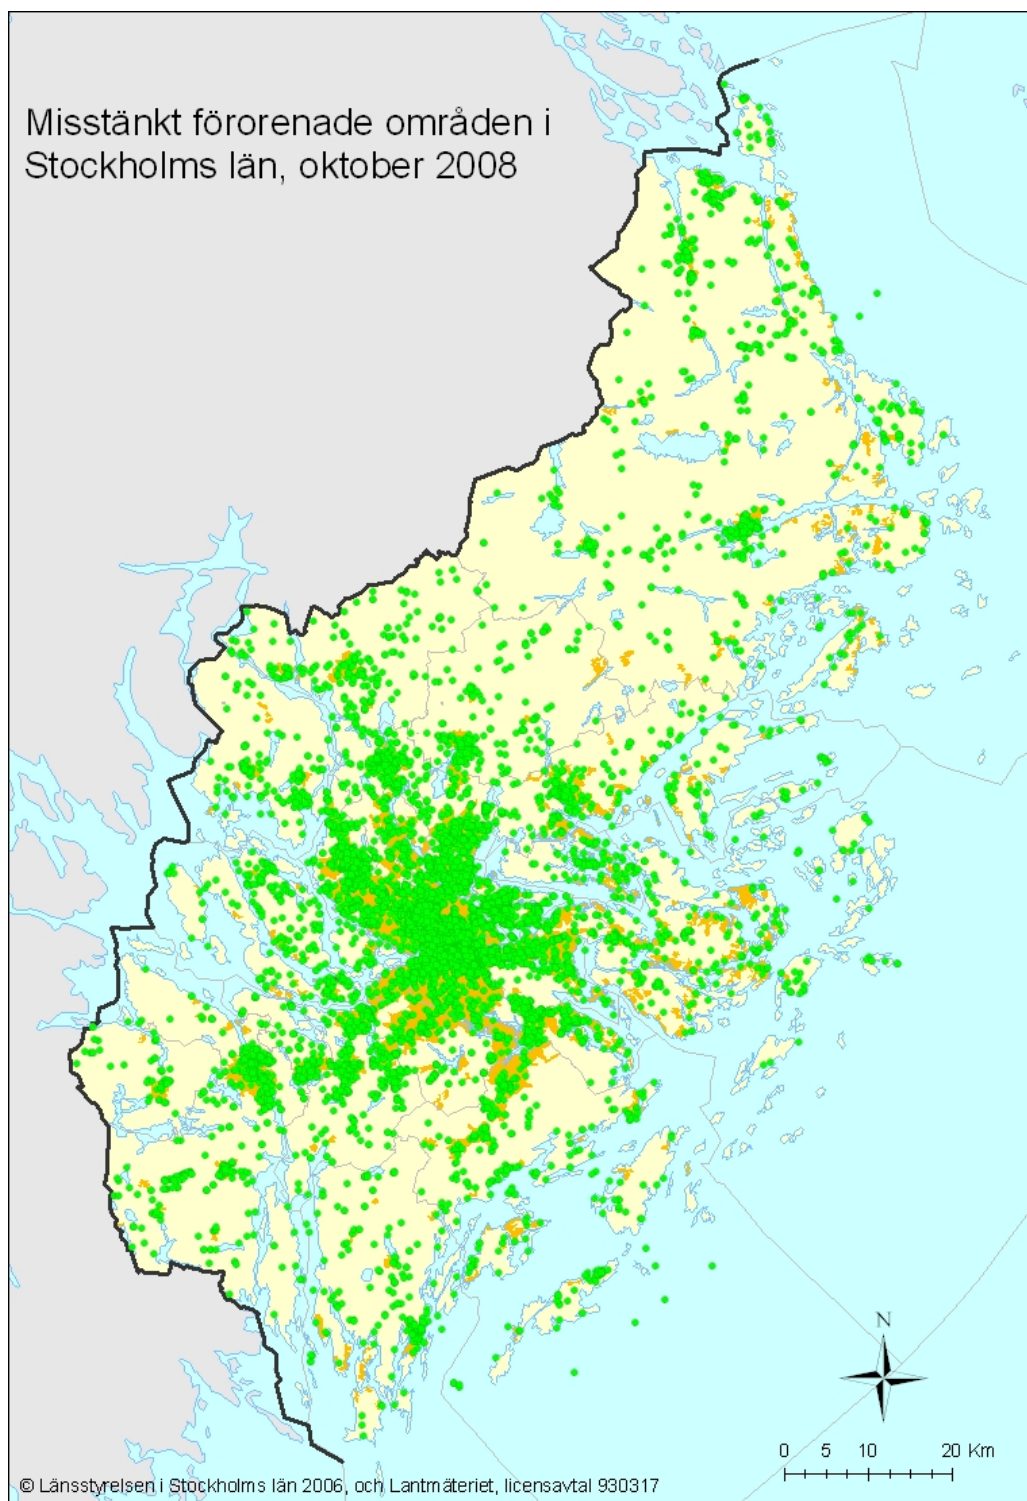 Misstänkt förorenade områden i
Stockholms län, oktober 2008
N
0 5 10 20 Km
© Länsstyrelsen i Stockholms län 2006, och Lantmäteriet, licensavtal 930317